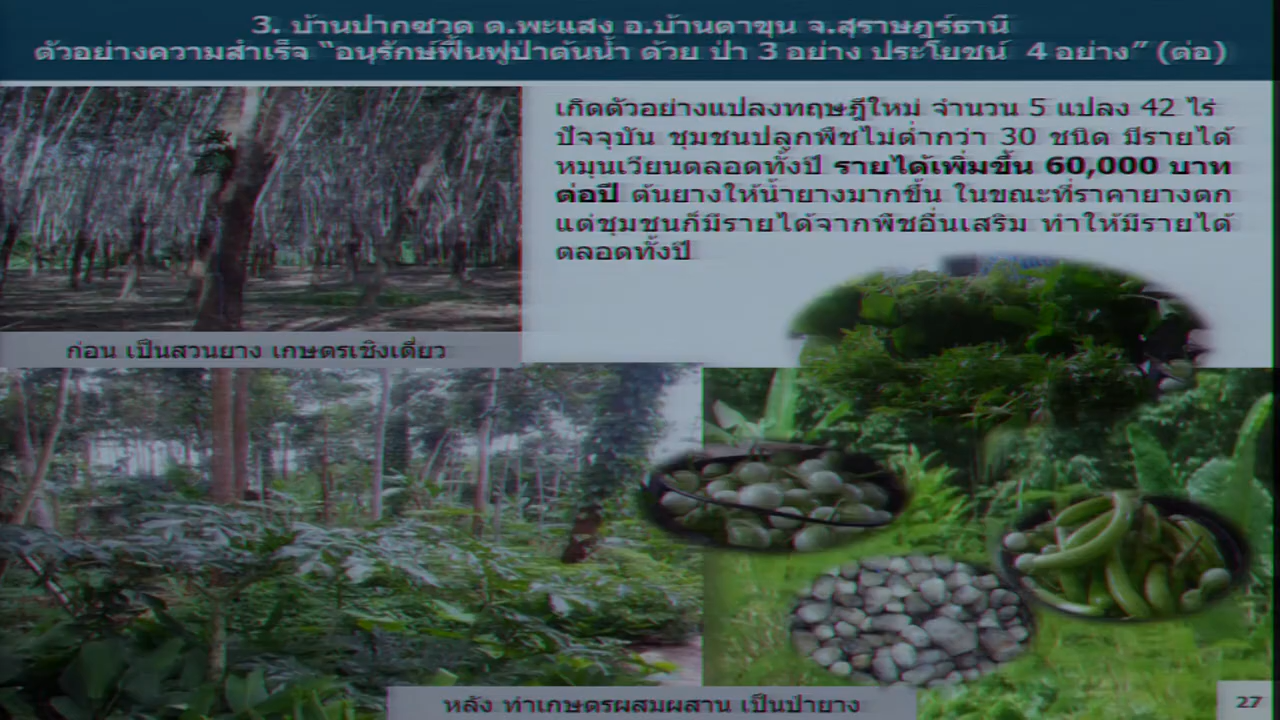 3. บ้านปากซวด ต.พะแสง อ.บ้านตาขุน จ.สุราษฎร์ธานี
ตัวอย่างความสำเร็จ “อนุรักษ์ฟื้นฟูป่าต้นน้ำ ด้วย ป่า 3 อย่าง ประโยชน์ 4 อย่าง” (ต่อ)
เกิดตัวอย่างแปลงทฤษฎีใหม่ จำนวน 5 แปลง 42 ไร่
ปัจจุบัน ชุมชนปลูกพืชไม่ต่ำกว่า 30 ชนิด มีรายได้
หมุนเวียนตลอดทั้งปี รายได้เพิ่มขึ้น 60,000 บาท
ต่อปี ต้นยางให้น้ำยางมากขึ้น ในขณะที่ราคายางตก
แต่ชุมชนก็มีรายได้จากพืชอื่นเสริม ทำให้มีรายได้
ตลอดทั้งปี
ก่อน เป็นสวนยาง เกษตรเชิงเดี่ยว
หลัง ทำเกษตรผสมผสาน เป็นป่ายาง
27